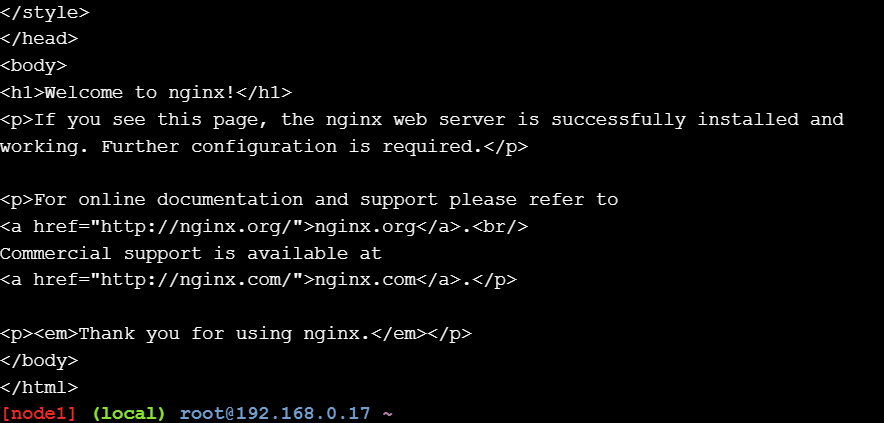 </style>
</head>
<body>
<h1>Welcome to nginx!</h1>
<p>If you see this page, the nginx web server is successfully installed and
working. Further configuration is required.</p>
<p>For online documentation and support please refer to
<a href="http://nginx.org/">nginx.org</a>.<br/>
Commercial support is available at
<a href="http://nginx.com/">nginx.com</a>.</p>
<p><em>Thank you for using nginx.</em></p>
</body>
</html>
[node1] (local) root@192.168.0.17 ~